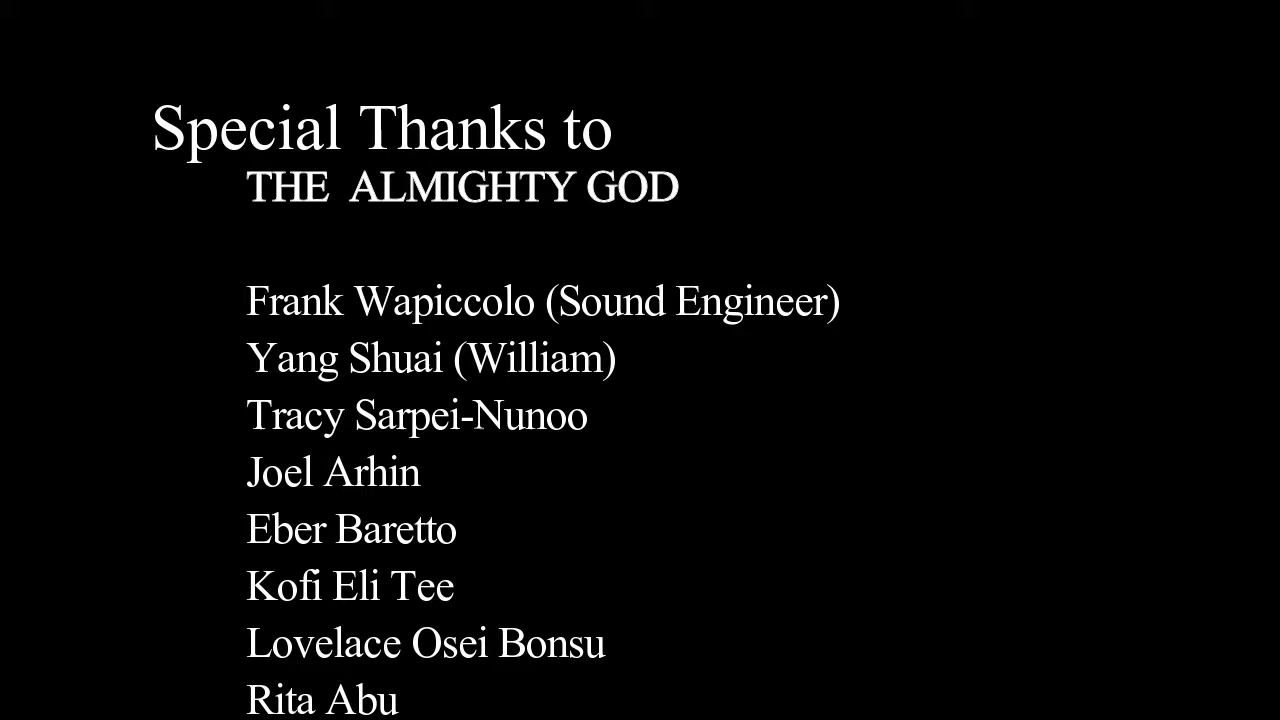 Special Thanks to
THE ALMIGHTY GOD
Frank Wapiccolo (Sound Engineer)
Yang Shuai (William)
Tracy Sarpei-Nunoo
Joel Arhin
Eber Baretto
Kofi Eli Tee
Lovelace Osei Bonsu
Rita Abu